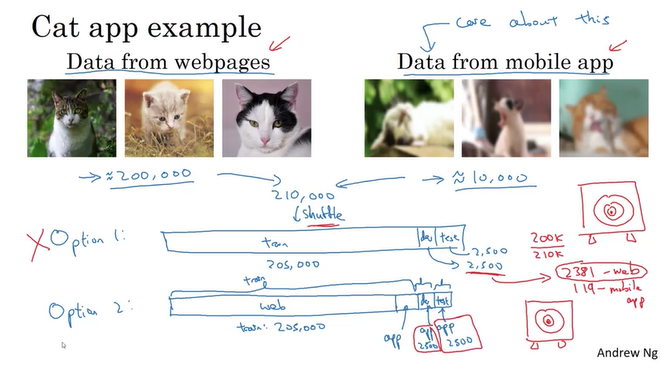 Cat app example
care about this
Data from webpages
Data from mobile app
→ ≈ 200,000
210,000
→ ≈ 10,000
shuffle
X Option 1:
train
dev
test
205,000
2,500
2,500
200K
210K
2381 - web
119 - mobile
app
train
Option 2:
web
dev
test
train: 205,000
app
app
2500
app
2500
Andrew Ng